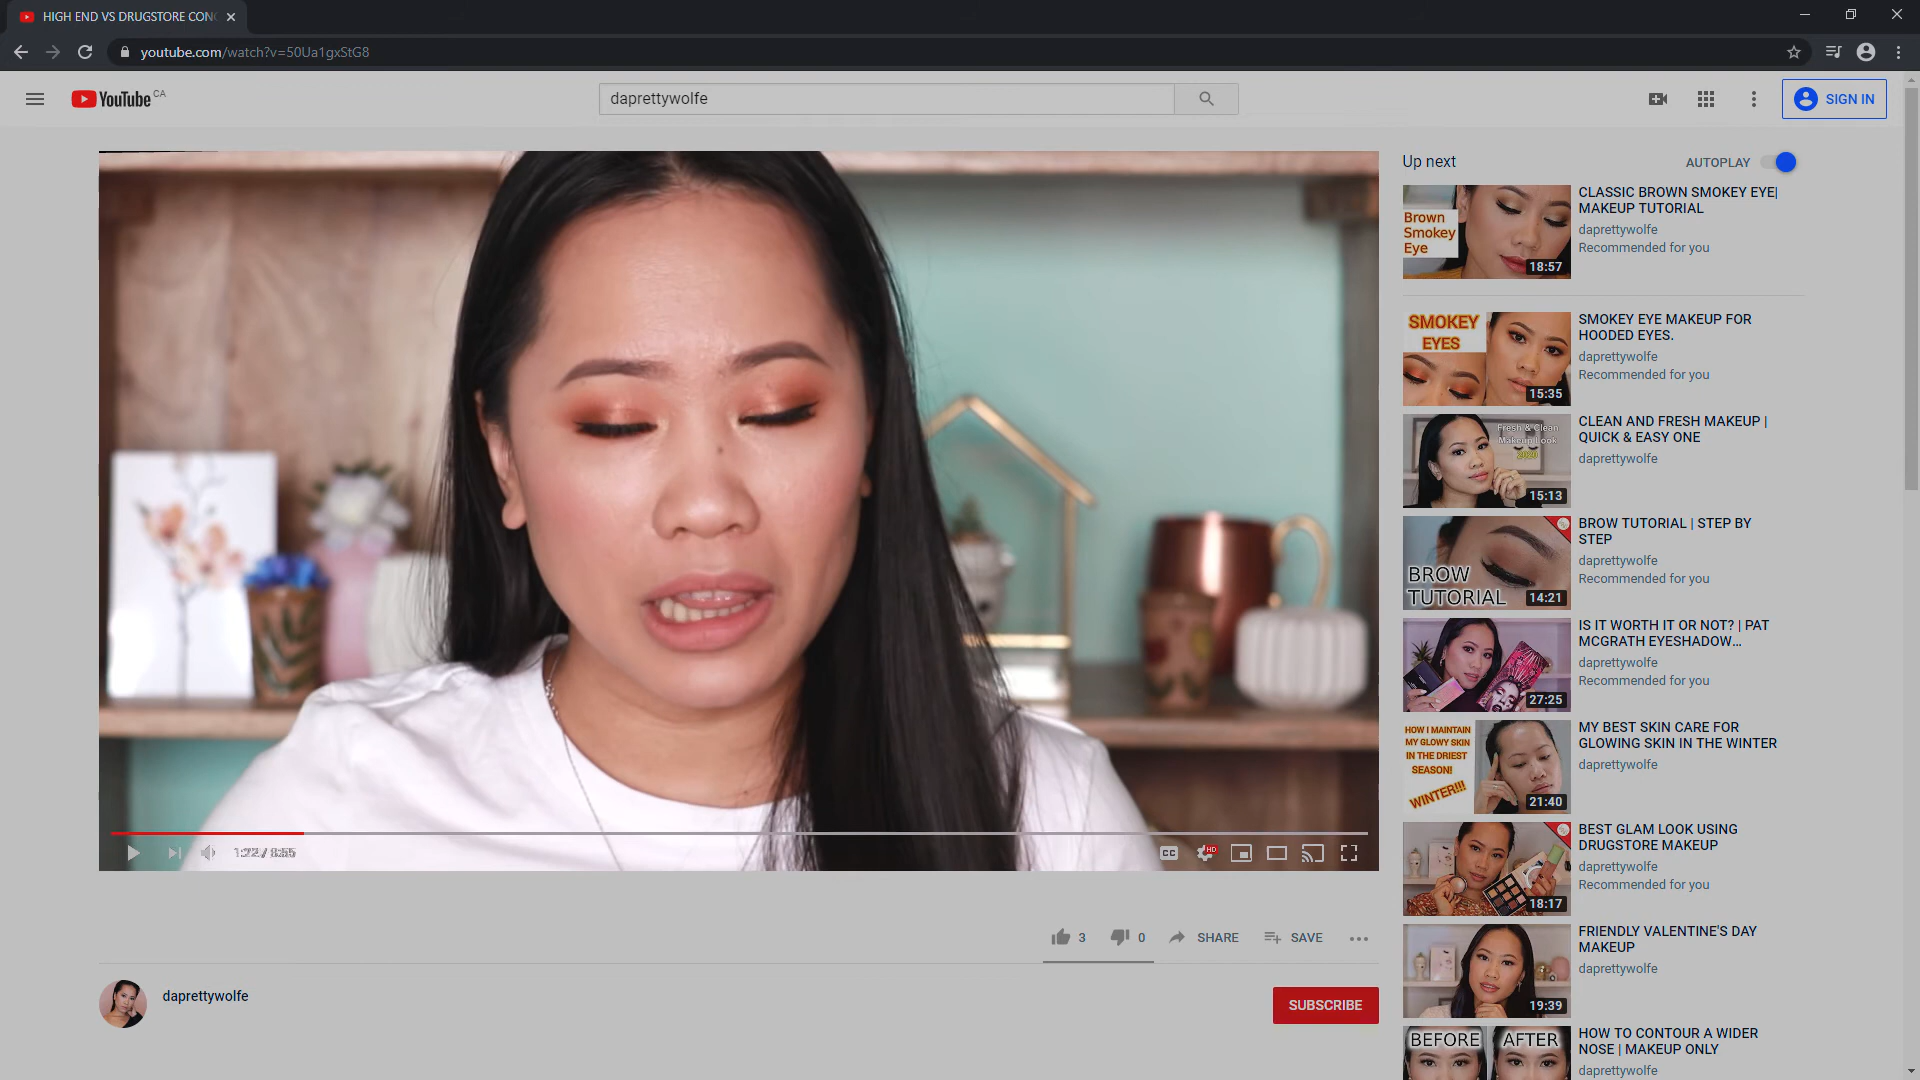 HIGH END VS DRUGSTORE CON
youtube.com/watch?v=50Ua1gxStG8
YouTube CA
daprettywolfe
SIGN IN
Up next
AUTOPLAY
Brown
Smokey
Eye
18:57
CLASSIC BROWN SMOKEY EYE|
MAKEUP TUTORIAL
daprettywolfe
Recommended for you
SMOKEY
EYES
15:35
SMOKEY EYE MAKEUP FOR
HOODED EYES.
daprettywolfe
Recommended for you
Fresh & Clean
Makeup Look
2020
15:13
CLEAN AND FRESH MAKEUP |
QUICK & EASY ONE
daprettywolfe
BROW
TUTORIAL
14:21
BROW TUTORIAL | STEP BY
STEP
daprettywolfe
Recommended for you
27:25
IS IT WORTH IT OR NOT? | PAT
MCGRATH EYESHADOW...
daprettywolfe
Recommended for you
HOW I MAINTAIN
MY GLOWY SKIN
IN THE DRIEST
SEASON!
WINTER!!!
21:40
MY BEST SKIN CARE FOR
GLOWING SKIN IN THE WINTER
daprettywolfe
18:17
BEST GLAM LOOK USING
DRUGSTORE MAKEUP
daprettywolfe
Recommended for you
19:39
FRIENDLY VALENTINE'S DAY
MAKEUP
daprettywolfe
BEFORE AFTER
HOW TO CONTOUR A WIDER
NOSE | MAKEUP ONLY
daprettywolfe
CC
HD
3
0
SHARE
SAVE
daprettywolfe
SUBSCRIBE